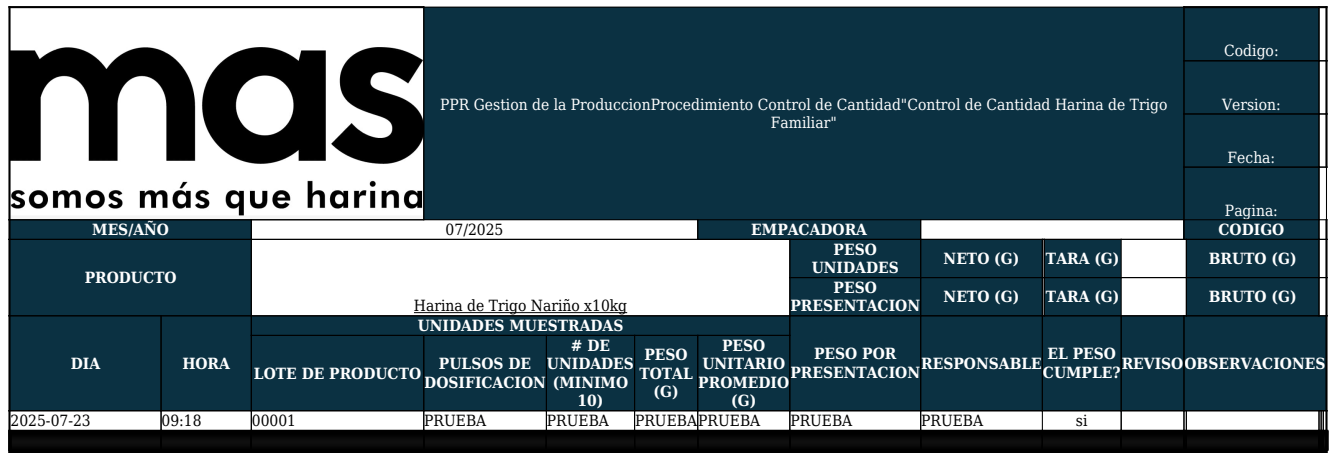 mas
somos más que harina
PPR Gestion de la ProduccionProcedimiento Control de Cantidad"Control de Cantidad Harina de Trigo
Familiar"
Codigo:
Version:
Fecha:
Pagina:
MES/AÑO
07/2025
EMPACADORA
CODIGO
PRODUCTO
Harina de Trigo Nariño x10kg
PESO
UNIDADES
NETO (G)
TARA (G)
BRUTO (G)
PESO
PRESENTACION
NETO (G)
TARA (G)
BRUTO (G)
DIA
HORA
UNIDADES MUESTRADAS
LOTE DE PRODUCTO
PULSOS DE
DOSIFICACION
# DE
UNIDADES
(MINIMO
10)
PESO
TOTAL
(G)
PESO
UNITARIO
PROMEDIO
(G)
PESO POR
PRESENTACION
RESPONSABLE
EL PESO
CUMPLE?
REVISO
OBSERVACIONES
2025-07-23
09:18
00001
PRUEBA
PRUEBA
PRUEBA
PRUEBA
PRUEBA
PRUEBA
si